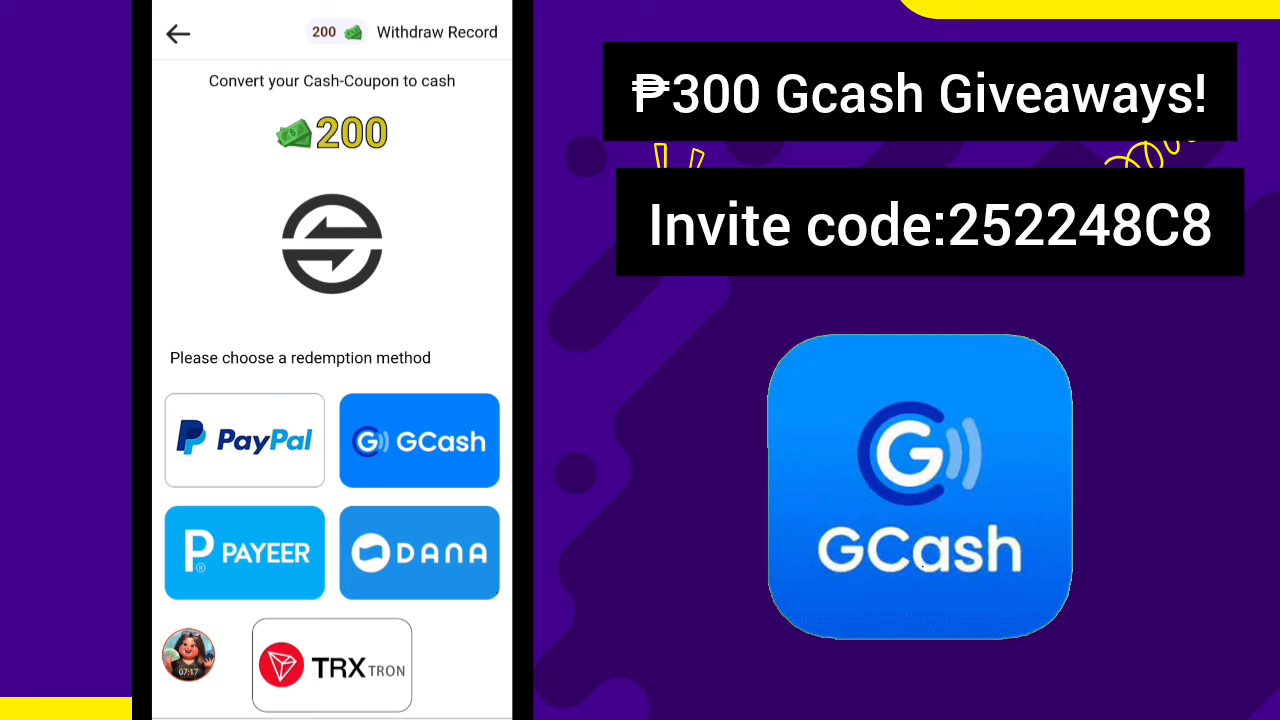 200 Withdraw Record
Convert your Cash-Coupon to cash
200
Please choose a redemption method
PayPal
GCash
PAYEER
DANA
07:17
TRX TRON
₱300 Gcash Giveaways!
Invite code:252248C8
G
GCash